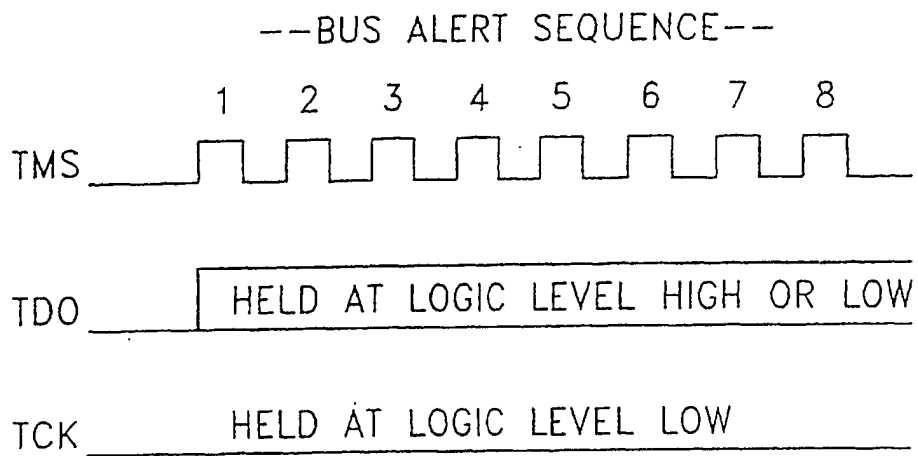 --BUS ALERT SEQUENCE--
1 2 3 4 5 6 7 8
TMS
HELD AT LOGIC LEVEL HIGH OR LOW
TDO
HELD AT LOGIC LEVEL LOW
TCK